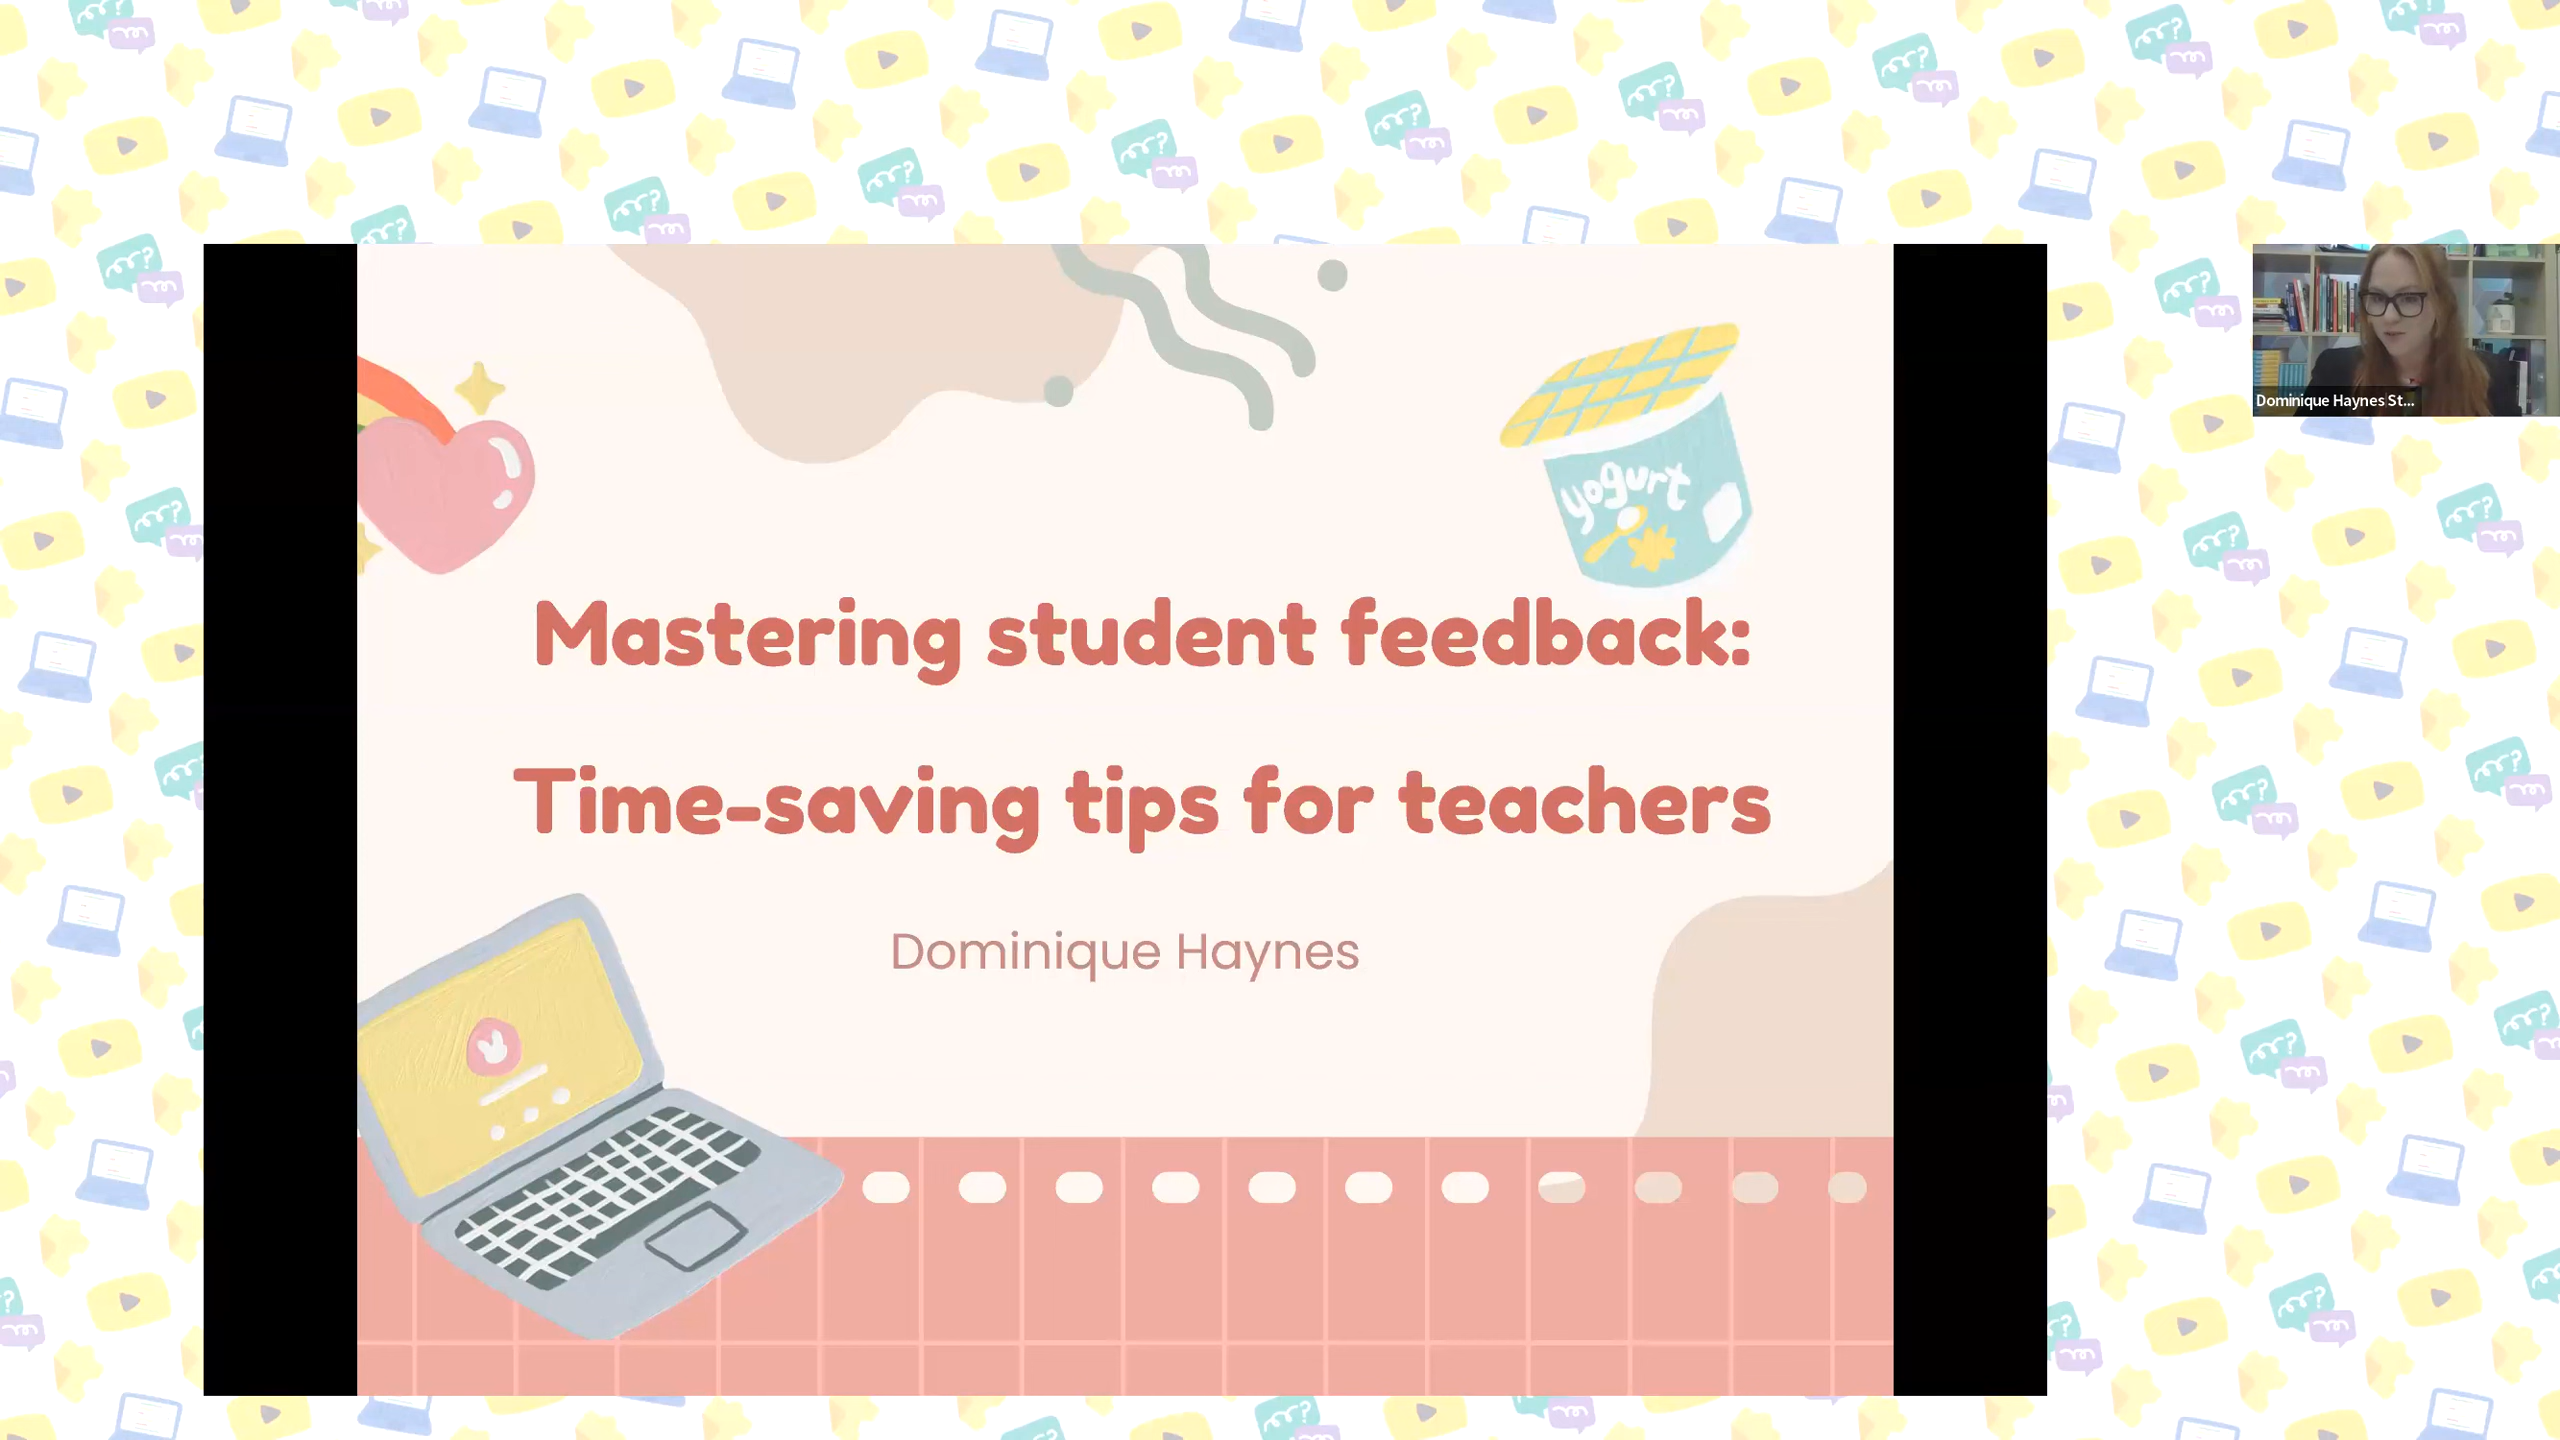 yogurt
Mastering student feedback:
Time-saving tips for teachers
Dominique Haynes
Dominique Haynes St...